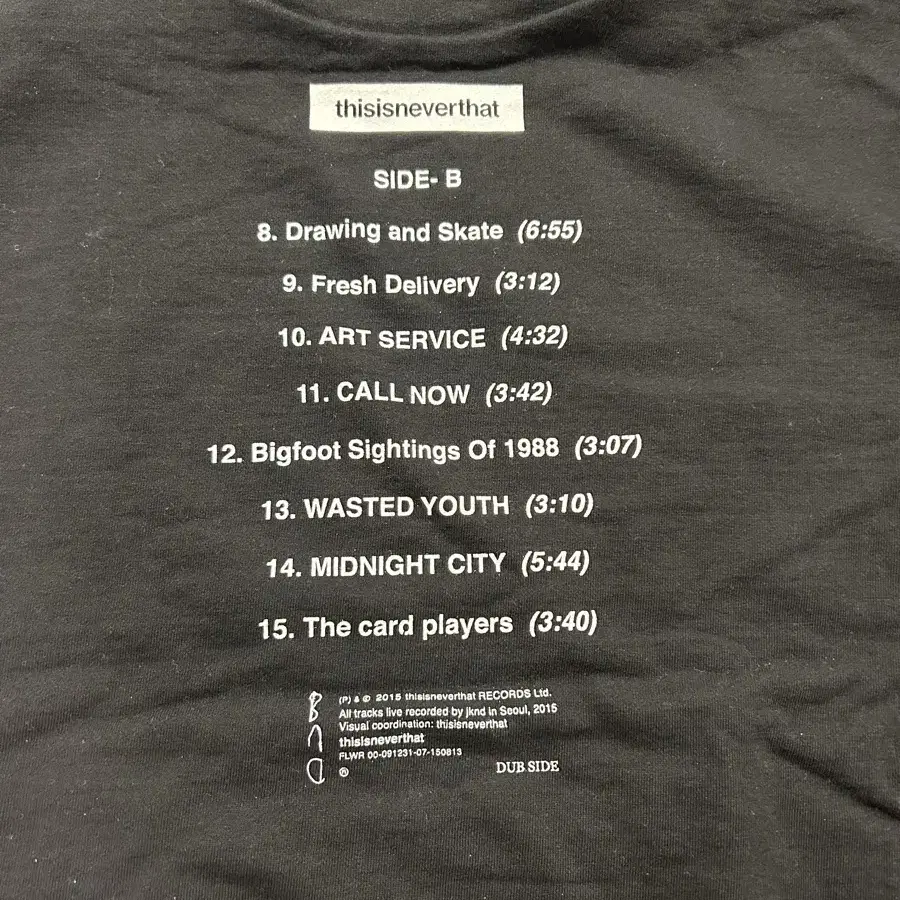 thisisneverthat
SIDE- B
8. Drawing and Skate (6:55)
9. Fresh Delivery (3:12)
10. ART SERVICE (4:32)
11. CALL NOW (3:42)
12. Bigfoot Sightings Of 1988 (3:07)
13. WASTED YOUTH (3:10)
14. MIDNIGHT CITY (5:44)
15. The card players (3:40)
(P) & © 2015 thisisneverthat RECORDS Ltd.
All tracks live recorded by jknd in Seoul, 2015
Visual coordination: thisisneverthat
thisisneverthat
FLWR 00-091231-07-150813
® DUB SIDE